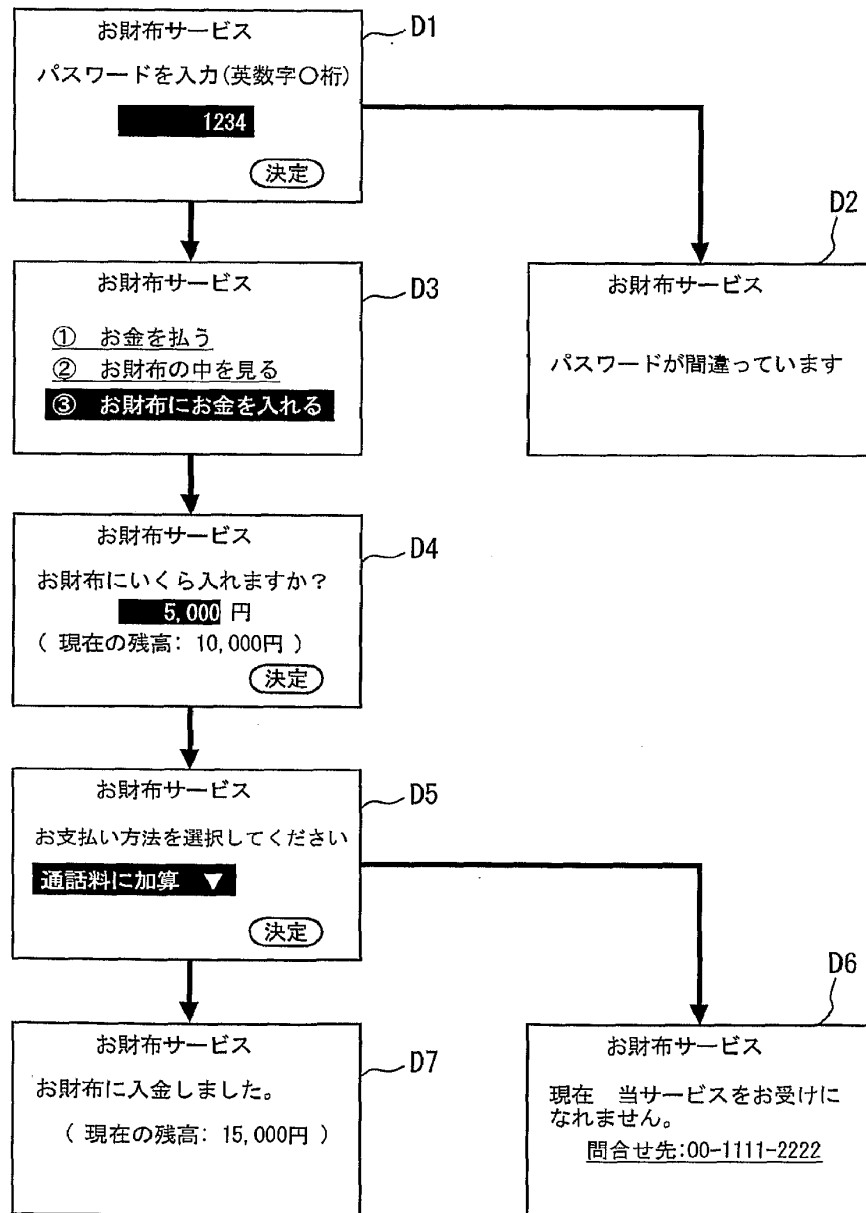 お財布サービス
D1
パスワードを入力(英数字〇桁)
1234
決定
D2
お財布サービス
パスワードが間違っています
お財布サービス
D3
① お金を払う
② お財布の中を見る
③ お財布にお金を入れる
お財布サービス
D4
お財布にいくら入れますか?
5,000 円
( 現在の残高: 10,000円 )
決定
お財布サービス
D5
お支払い方法を選択してください
通話料に加算 ▼
決定
D6
お財布サービス
現在 当サービスをお受けに
なれません。
問合せ先:00-1111-2222
お財布サービス
D7
お財布に入金しました。
( 現在の残高: 15,000円 )